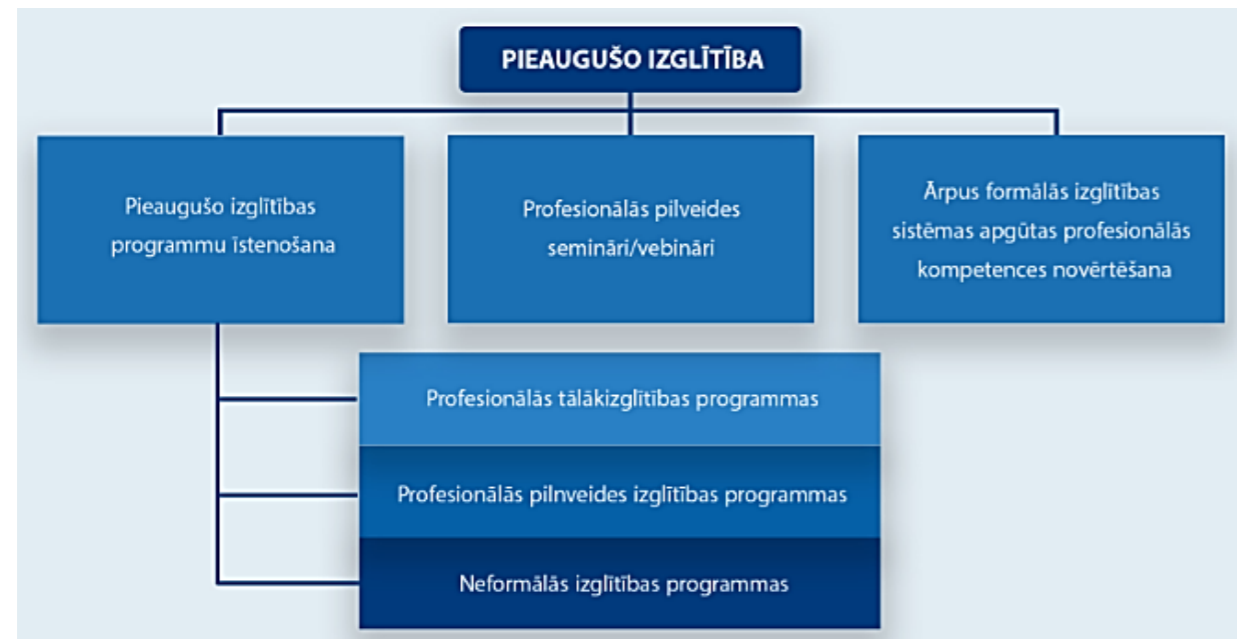 PIEAUGUŠO IZGLĪTĪBA
Pieaugušo izglītības
programmu īstenošana
Profesionālās pilveides
semināri/vebināri
Ārpus formālās izglītības
sistēmas apgūtas profesionālās
kompetences novērtēšana
Profesionālās tālākizglītības programmas
Profesionālās pilnveides izglītības programmas
Neformālās izglītības programmas